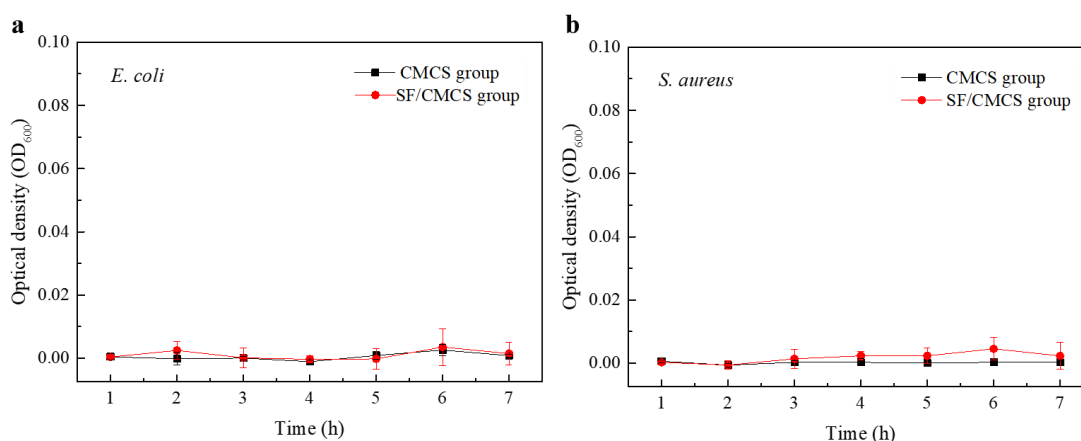 a
E. coli
CMCS group
SF/CMCS group
Optical density (OD600)
0.10
0.08
0.06
0.04
0.02
0.00
1 2 3 4 5 6 7
Time (h)
b
S. aureus
CMCS group
SF/CMCS group
Optical density (OD600)
0.10
0.08
0.06
0.04
0.02
0.00
1 2 3 4 5 6 7
Time (h)